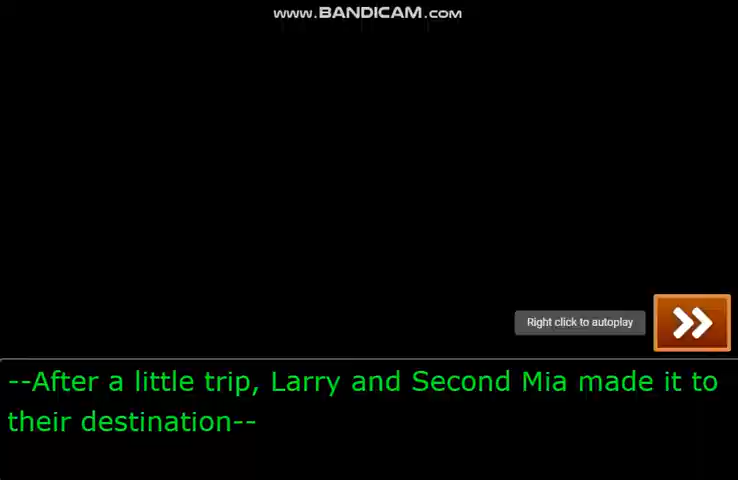 www.BANDICAM.com
Right click to autoplay
--After a little trip, Larry and Second Mia made it to
their destination--